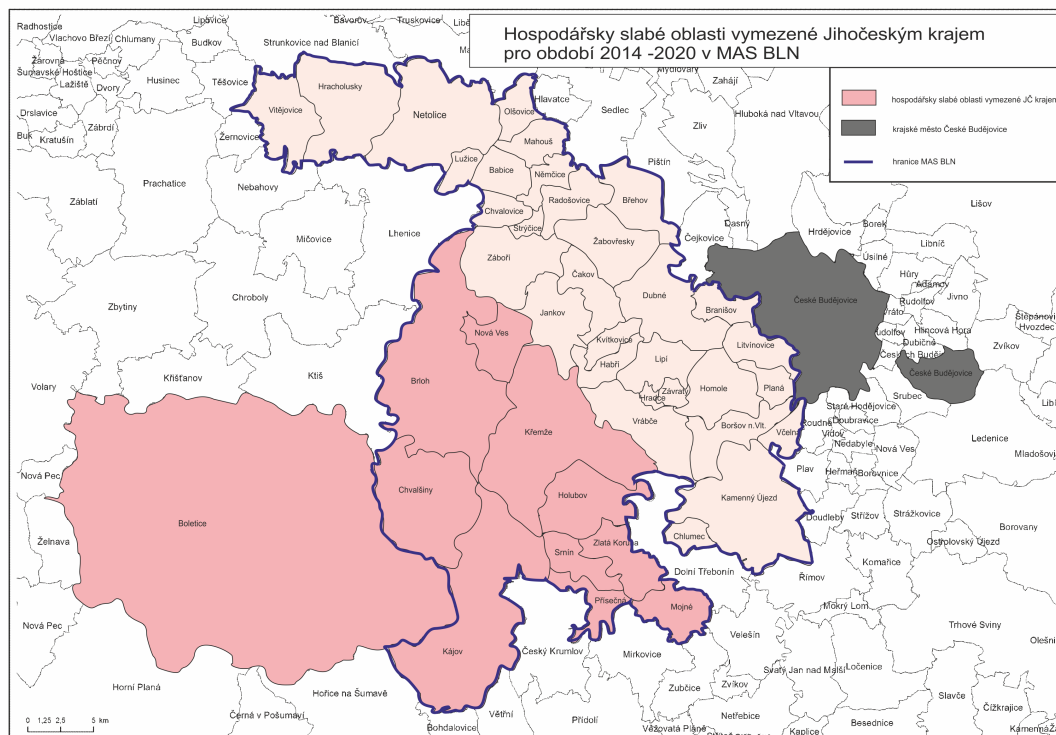 Hospodářsky slabé oblasti vymezené Jihočeským krajem
pro období 2014 -2020 v MAS BLN
hospodářsky slabé oblasti vymezené JČ krajem
krajské město České Budějovice
hranice MAS BLN
Radhostice
Lipovice
Bavorov
Truskovice
Vlachovo Březí
Chlumany
Budkov
Strunkovice nad Blanicí
Žárovná
Pěčnov
Šumavské Hoštice
Lažiště
Dvory
Husinec
Těšovice
Hracholusky
Mydlovary
Zahájí
Drslavice
Zábrdí
Vitějovice
Netolice
Olšovice
Hlavatce
Sedlec
Hluboká nad Vltavou
Buk
Kratušín
Žernovice
Mahouš
Zliv
Lužice
Babice
Němčice
Pištín
Prachatice
Nebahovy
Záblatí
Radošovice
Břehov
Chvalovice
Lišov
Strýčice
Dasný
Borek
Lhenice
Mičovice
Žabovřesky
Čejkovice
Hrdějovice
Libníč
Záboří
Úsilné
Čakov
Hůry
Adamov
Chroboly
Zbytiny
Dubné
České Budějovice
Rudolfov
Jivno
Jankov
Branišov
Hlincová Hora
Hvozdec
Nová Ves
Kvítkovice
Litvínovice
Dubičné
Zvíkov
Habří
Lipí
České Budějovice
Křišťanov
Ktiš
Brloh
Závraty
Homole
Planá
Volary
Hradce
Srubec
Vrábče
Staré Hodějovice
Boršov n.Vlt.
Včelná
Roudné
Doubravice
Křemže
Vidov
Nedabyle
Nová Ves
Ledenice
Mladošovice
Nová Pec
Plav
Heřmaň
Borovnice
Chvalšiny
Holubov
Kamenný Újezd
Boletice
Doudleby
Střížov
Strážkovice
Borovany
Želnava
Zlatá Koruna
Chlumec
Ostrolovský Újezd
Srnín
Komařice
Dolní Třebonín
Římov
Přísečná
Mojné
Mokrý Lom
Nová Pec
Velešín
Trhové Sviny
Kájov
Český Krumlov
Mirkovice
Svatý Jan nad Malší
Ločenice
Horní Planá
Hořice na Šumavě
Zubčice
Zvíkov
Slavče
Černá v Pošumaví
Větřní
Přídolí
Netřebice
Besednice
Čížkrajice
Bohdalovice
Věžovatá Pláně
Kaplice
0 1,25 2,5 5 km